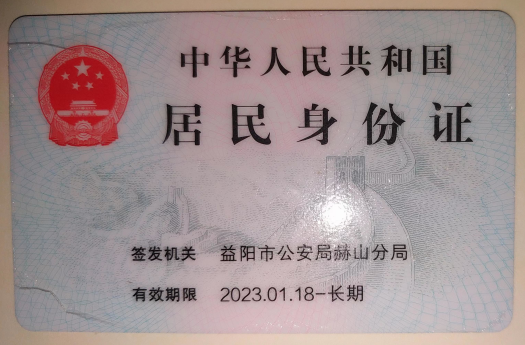 中华人民共和国
居民身份证
签发机关 益阳市公安局赫山分局
有效期限 2023.01.18-长期